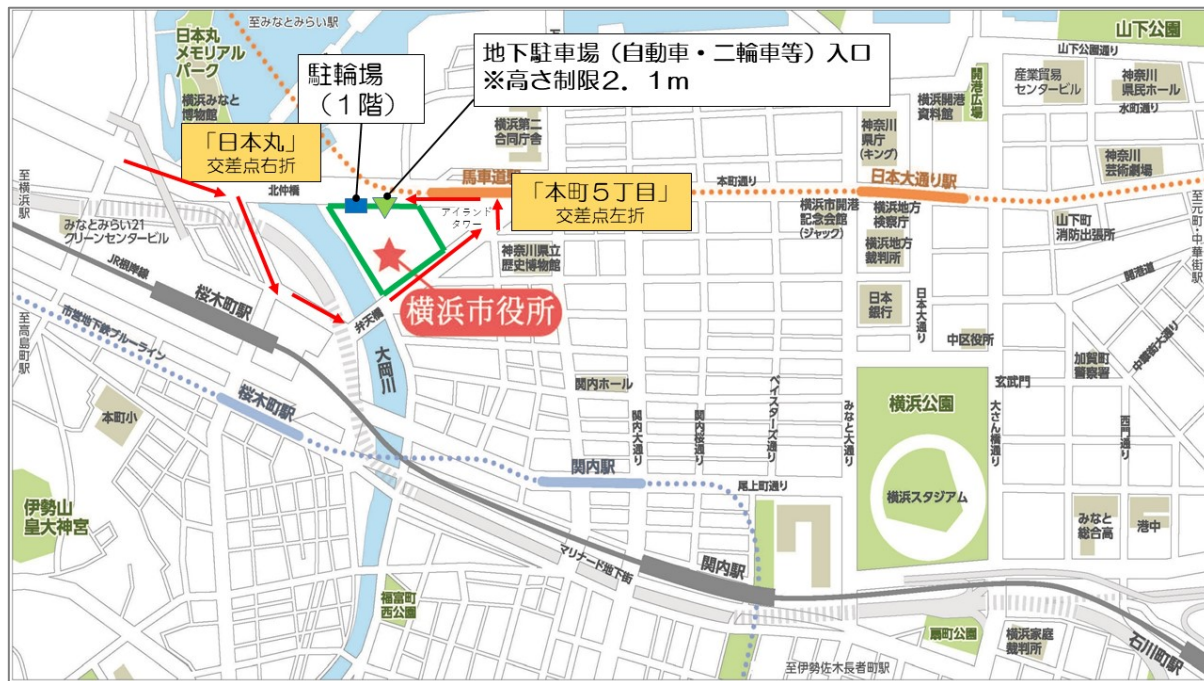 至みなとみらい駅
日本丸
メモリアル
パーク
横浜みなと
博物館
駐輪場
（１階）
地下駐車場（自動車・二輪車等）入口
※高さ制限２．１ｍ
山下公園
山下公園通り
産業貿易
センタービル
神奈川
県民ホール
水町通り
開港広場
横浜開港
資料館
横浜第二
合同庁舎
神奈川
県庁
(キング)
神奈川
芸術劇場
「日本丸」
交差点右折
北仲橋
馬車道駅
「本町５丁目」
交差点左折
本町通り
日本大通り駅
至横浜駅
みなとみらい21
グリーンセンタービル
アイランド
タワー
神奈川県立
歴史博物館
横浜市開港
記念会館
(ジャック)
横浜地方
検察庁
横浜地方
裁判所
山下町
消防出張所
至元町・中華街駅
開港道
JR根岸線
桜木町駅
横浜市役所
弁天橋
大岡川
日本
銀行
日本大通り
中区役所
加賀町
警察署
中華街大通り
至高島町駅
市営地下鉄ブルーライン
桜木町駅
本町小
関内ホール
関内大通り
関内桜通り
ベイスターズ通り
みなと大通り
横浜公園
大さん橋通り
玄武門
西門通り
関内駅
尾上町通り
横浜スタジアム
伊勢山
皇大神宮
みなと
総合高
港中
マリナード地下街
関内駅
福富町
西公園
扇町公園
横浜家庭
裁判所
石川町駅
至伊勢佐木長者町駅